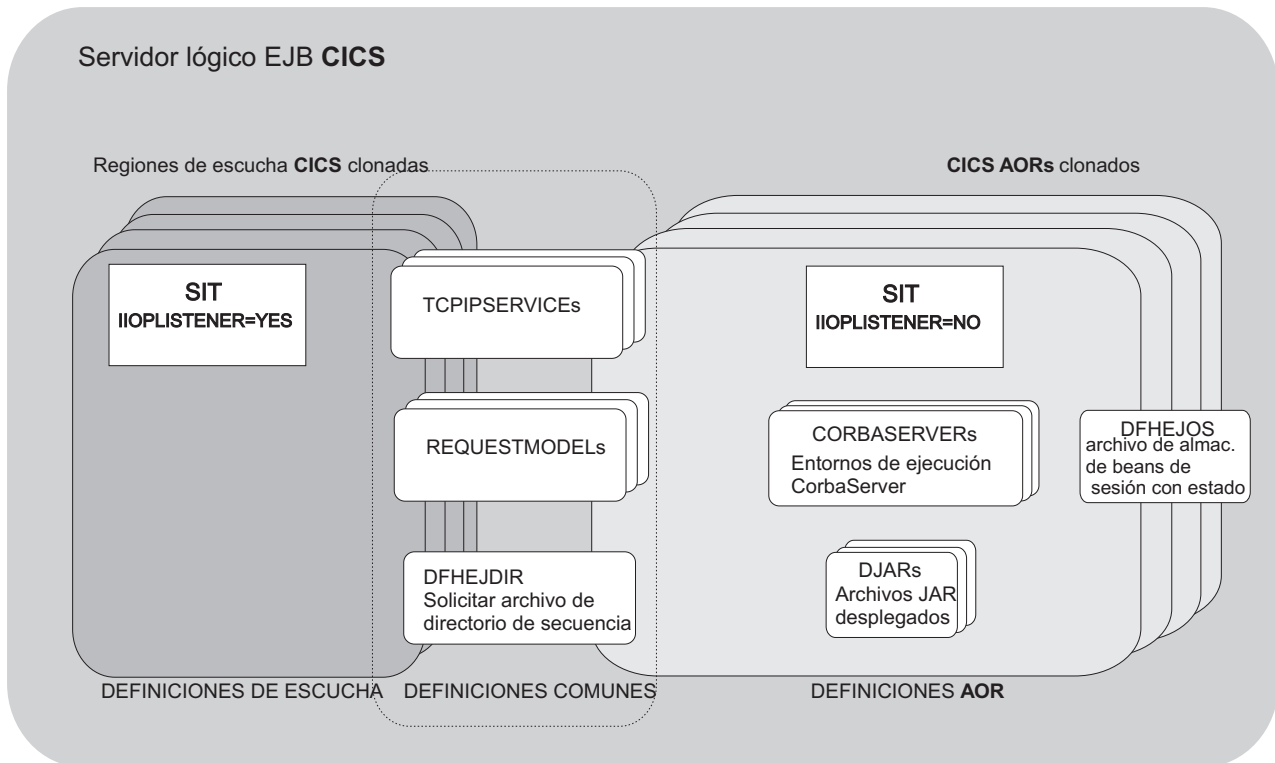 Servidor lógico EJB CICS
Regiones de escucha CICS clonadas
CICS AORs clonados
SIT
IIOPLISTENER=YES
TCPIPSERVICEs
SIT
IIOPLISTENER=NO
REQUESTMODELs
CORBASERVERs
Entornos de ejecución
CorbaServer
DFHEJOS
archivo de almac.
de beans de
sesión con estado
DFHEJDIR
Solicitar archivo de
directorio de secuencia
DJARs
Archivos JAR
desplegados
DEFINICIONES DE ESCUCHA
DEFINICIONES COMUNES
DEFINICIONES AOR